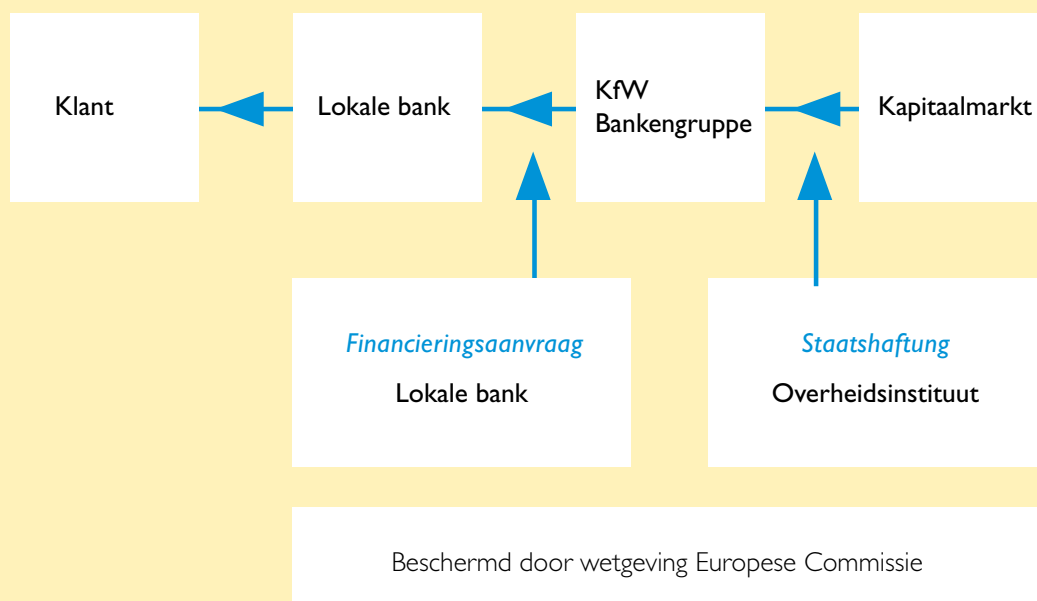 Klant
Lokale bank
KfW
Bankengruppe
Kapitaalmarkt
Financieringsaanvraag
Lokale bank
Staatshaftung
Overheidsinstituut
Beschermd door wetgeving Europese Commissie